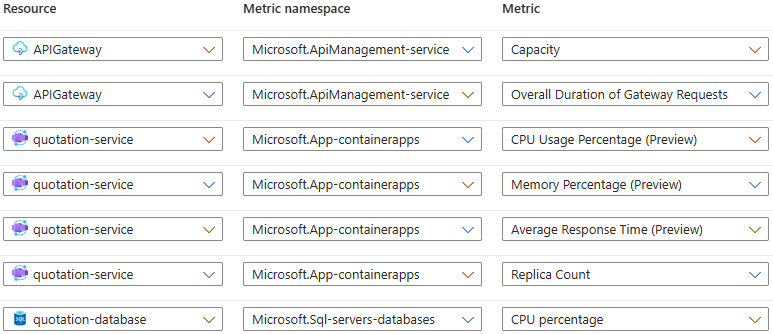 Resource Metric namespace Metric
APIGateway Microsoft.ApiManagement-service Capacity
APIGateway Microsoft.ApiManagement-service Overall Duration of Gateway Requests
quotation-service Microsoft.App-containerapps CPU Usage Percentage (Preview)
quotation-service Microsoft.App-containerapps Memory Percentage (Preview)
quotation-service Microsoft.App-containerapps Average Response Time (Preview)
quotation-service Microsoft.App-containerapps Replica Count
SQL quotation-database Microsoft.Sql-servers-databases CPU percentage